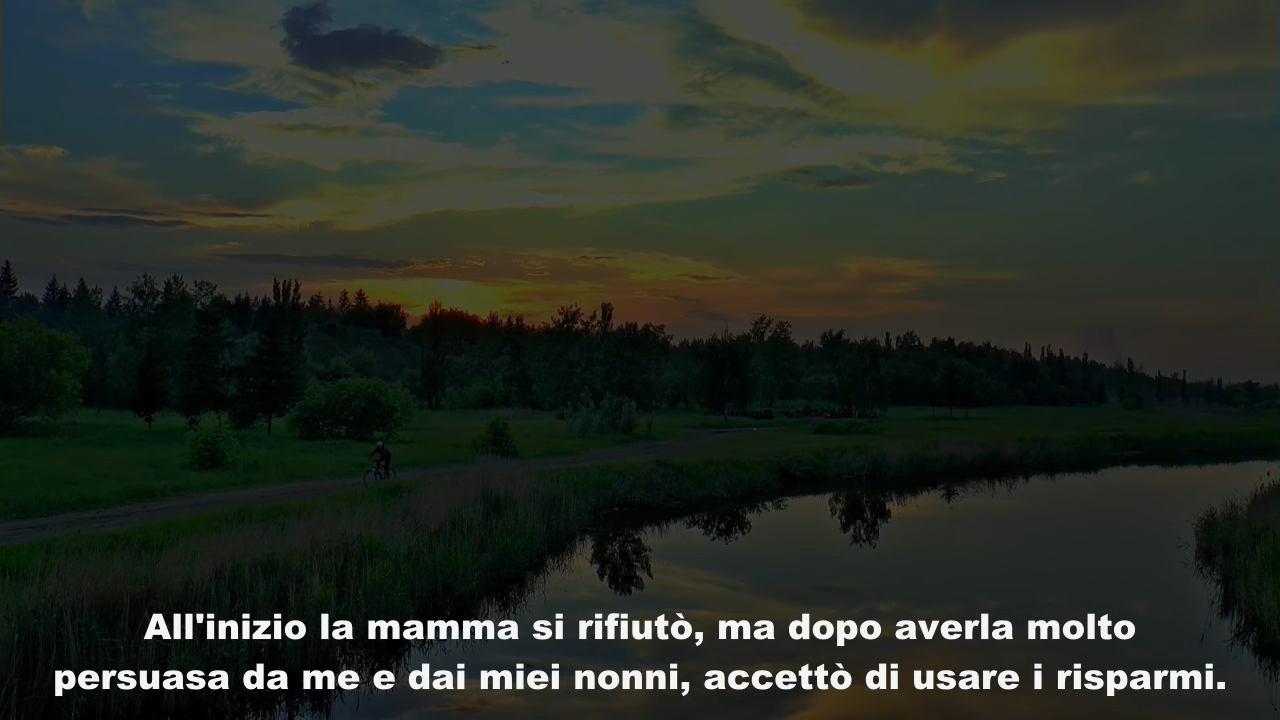 All'inizio la mamma si rifiutò, ma dopo averla molto
persuasa da me e dai miei nonni, accettò di usare i risparmi.